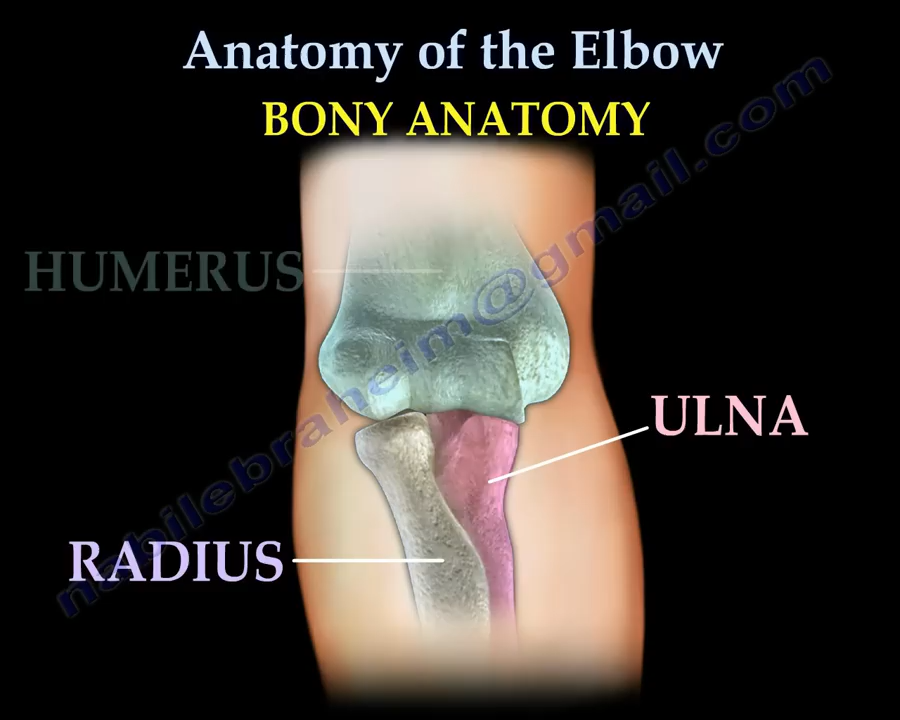 Anatomy of the Elbow
BONY ANATOMY
HUMERUS
ULNA
RADIUS
nabilebraheim@gmail.com